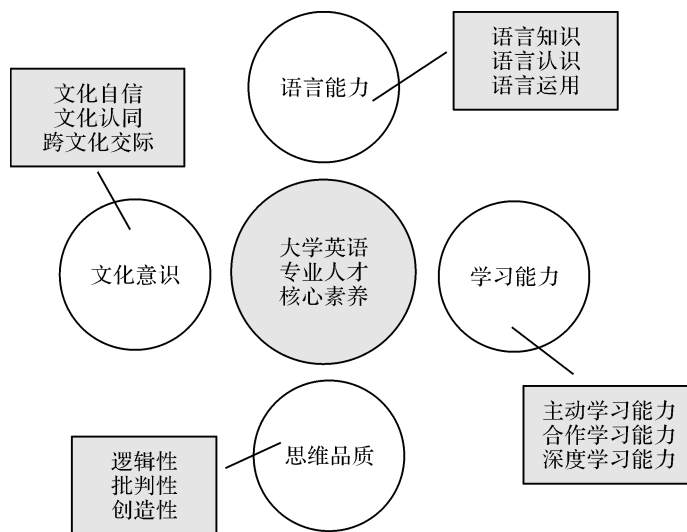 语言能力
语言知识
语言认识
语言运用
文化自信
文化认同
跨文化交际
文化意识
大学英语
专业人才
核心素养
学习能力
主动学习能力
合作学习能力
深度学习能力
思维品质
逻辑性
批判性
创造性